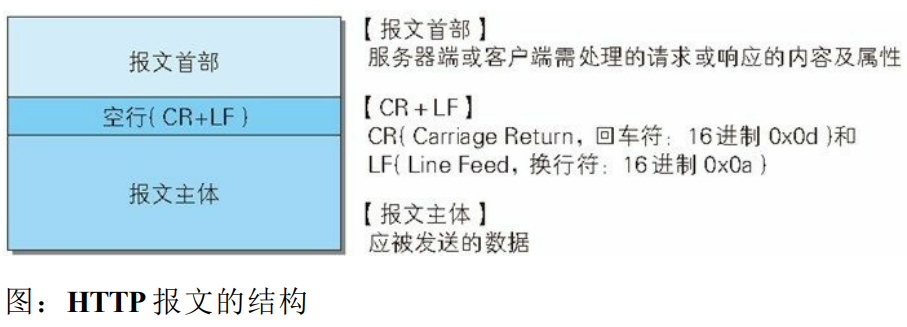 报文首部
空行(CR+LF)
报文主体
【报文首部】
服务器端或客户端需处理的请求或响应的内容及属性
【CR+LF】
CR(Carriage Return，回车符：16进制 0x0d)和
LF(Line Feed，换行符：16进制 0x0a)
【报文主体】
应被发送的数据
图：HTTP 报文的结构